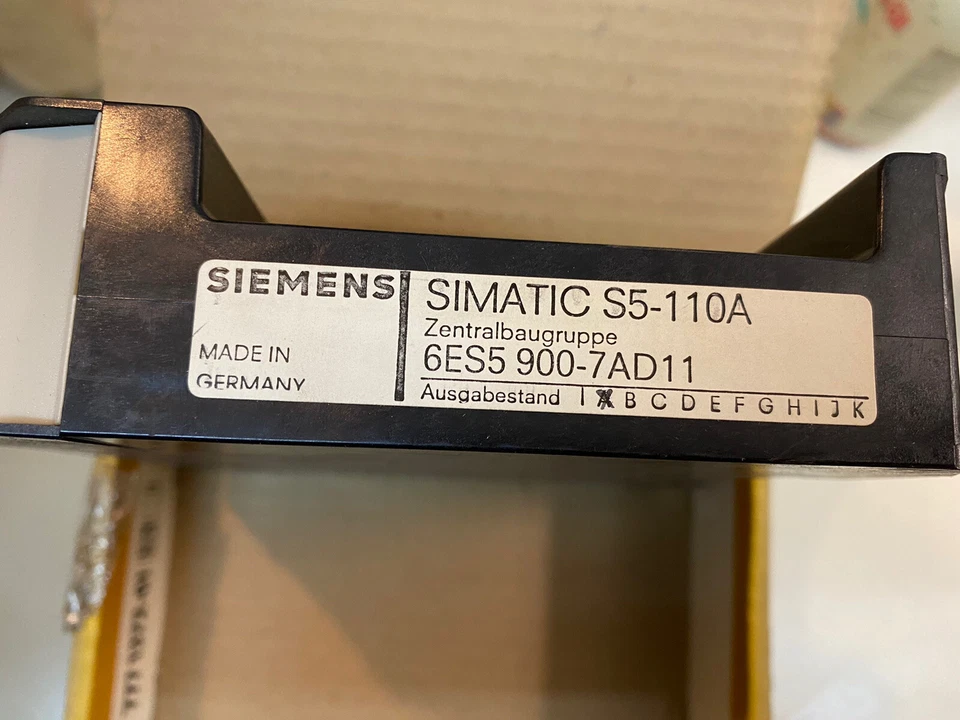 SIEMENS
MADE IN
GERMANY
SIMATIC S5-110A
Zentralbaugruppe
6ES5 900-7AD11
Ausgabestand 1 A B C D E F G H I J K